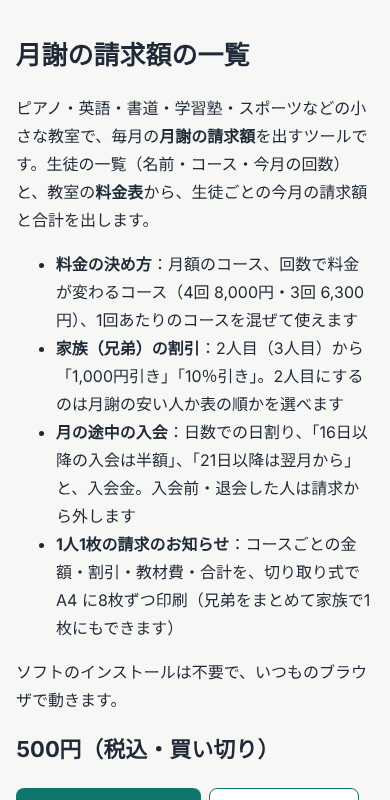 月謝の請求額の一覧
ピアノ・英語・書道・学習塾・スポーツなどの小
さな教室で、毎月の月謝の請求額を出すツールで
す。生徒の一覧（名前・コース・今月の回数）
と、教室の料金表から、生徒ごとの今月の請求額
と合計を出します。
• 料金の決め方：月額のコース、回数で料金
が変わるコース（4回 8,000円・3回 6,300
円）、1回あたりのコースを混ぜて使えます
• 家族（兄弟）の割引：2人目（3人目）から
「1,000円引き」「10%引き」。2人目にする
のは月謝の安い人か表の順かを選べます
• 月の途中の入会：日数での日割り、「16日以
降の入会は半額」、「21日以降は翌月から」
と、入会金。入会前・退会した人は請求か
ら外します
• 1人1枚の請求のお知らせ：コースごとの金
額・割引・教材費・合計を、切り取り式で
A4 に8枚ずつ印刷（兄弟をまとめて家族で1
枚にもできます）
ソフトのインストールは不要で、いつものブラウ
ザで動きます。
500円（税込・買い切り）